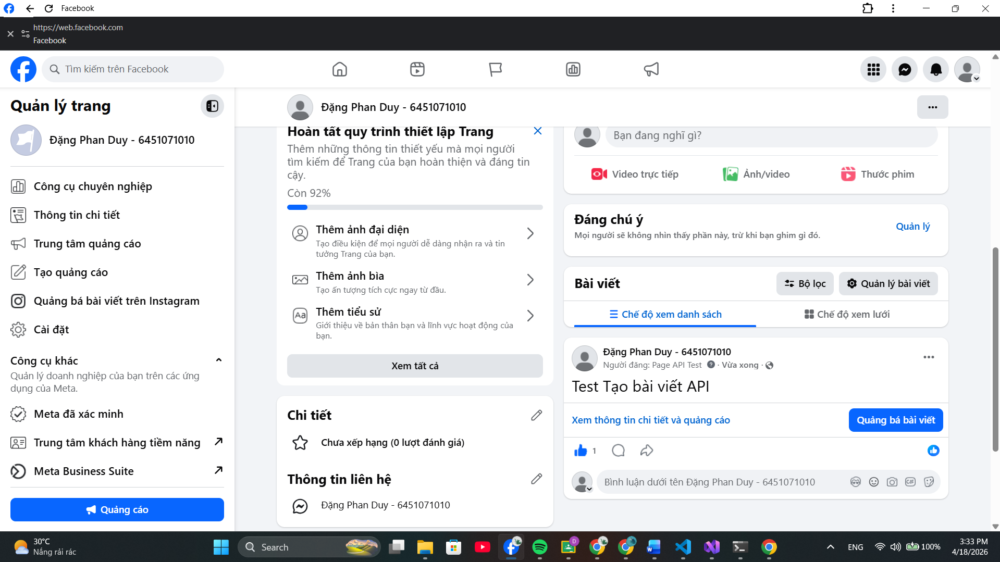 Facebook
https://web.facebook.com
Facebook
Tìm kiếm trên Facebook
Quản lý trang
Đặng Phan Duy - 6451071010
Công cụ chuyên nghiệp
Thông tin chi tiết
Trung tâm quảng cáo
Tạo quảng cáo
Quảng bá bài viết trên Instagram
Cài đặt
Công cụ khác
Quản lý doanh nghiệp của bạn trên các ứng
dụng của Meta.
Meta đã xác minh
Trung tâm khách hàng tiềm năng
Meta Business Suite
Quảng cáo
Đặng Phan Duy - 6451071010
Hoàn tất quy trình thiết lập Trang
Thêm những thông tin thiết yếu mà mọi người
tìm kiếm để Trang của bạn hoàn thiện và đáng tin
cậy.
Còn 92%
Thêm ảnh đại diện
Tạo điều kiện để mọi người dễ dàng nhận ra và tin
tưởng Trang của bạn.
Thêm ảnh bìa
Tạo ấn tượng tích cực ngay từ đầu.
Aa
Thêm tiểu sử
Giới thiệu về bản thân bạn và lĩnh vực hoạt động của
bạn.
Xem tất cả
Chi tiết
Chưa xếp hạng (0 lượt đánh giá)
Thông tin liên hệ
Đặng Phan Duy - 6451071010
Bạn đang nghĩ gì?
Video trực tiếp
Ảnh/video
Thước phim
Đáng chú ý
Mọi người sẽ không nhìn thấy phần này, trừ khi bạn ghim gì đó.
Quản lý
Bài viết
Bộ lọc
Quản lý bài viết
Chế độ xem danh sách
Chế độ xem lưới
Đặng Phan Duy - 6451071010
Người đăng: Page API Test · Vừa xong ·
Test Tạo bài viết API
Xem thông tin chi tiết và quảng cáo
Quảng bá bài viết
1
Bình luận dưới tên Đặng Phan Duy - 6451071010
GIF
30°C
Nắng rải rác
Search
D
ENG
100%
3:33 PM
4/18/2026